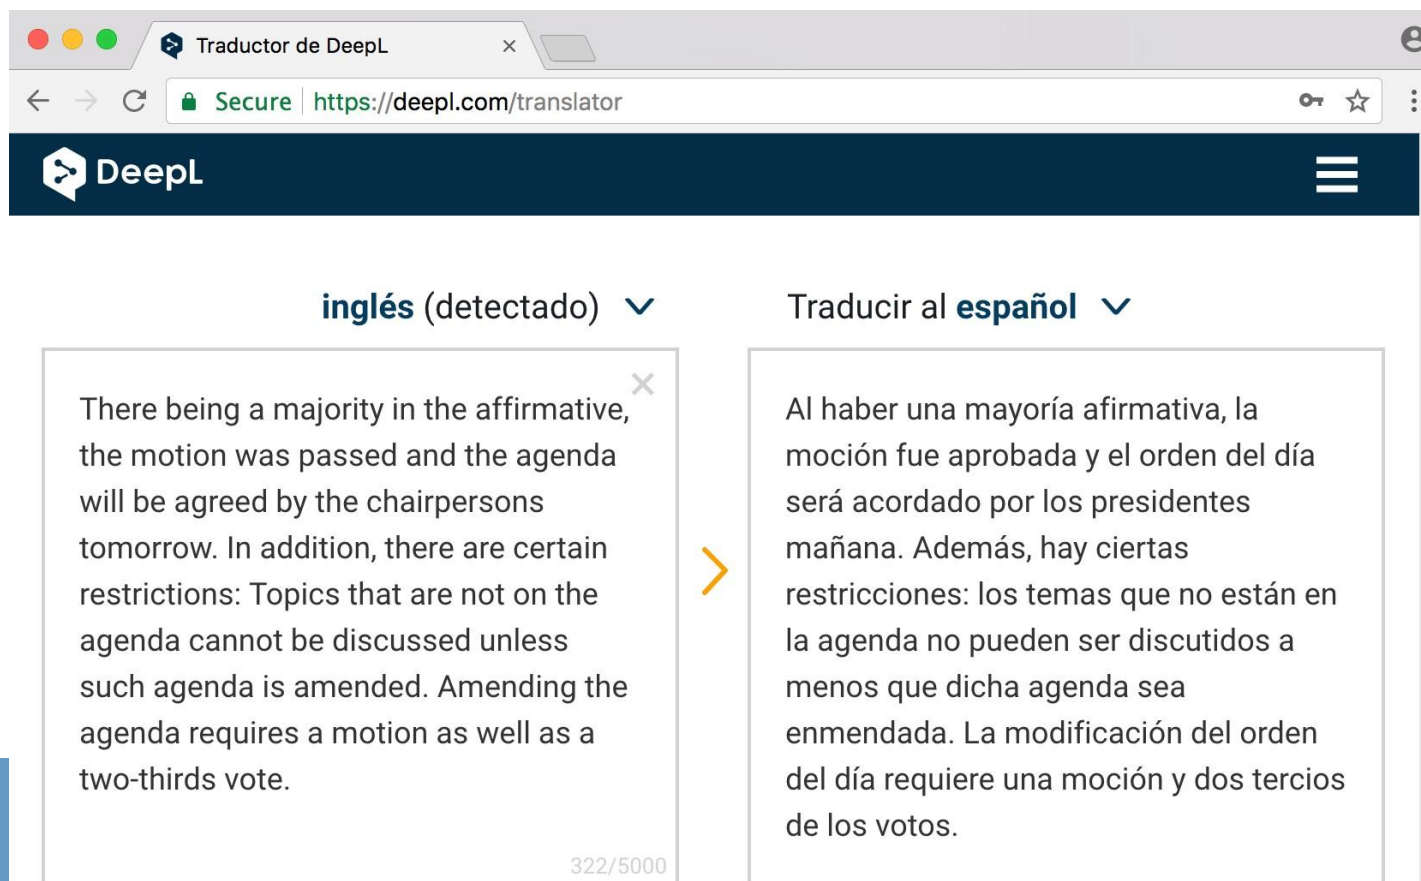 Traductor de DeepL
Secure https://deepl.com/translator
DeepL
inglés (detectado)
There being a majority in the affirmative,
the motion was passed and the agenda
will be agreed by the chairpersons
tomorrow. In addition, there are certain
restrictions: Topics that are not on the
agenda cannot be discussed unless
such agenda is amended. Amending the
agenda requires a motion as well as a
two-thirds vote.
322/5000
Traducir al español
Al haber una mayoría afirmativa, la
moción fue aprobada y el orden del día
será acordado por los presidentes
mañana. Además, hay ciertas
restricciones: los temas que no están en
la agenda no pueden ser discutidos a
menos que dicha agenda sea
enmendada. La modificación del orden
del día requiere una moción y dos tercios
de los votos.